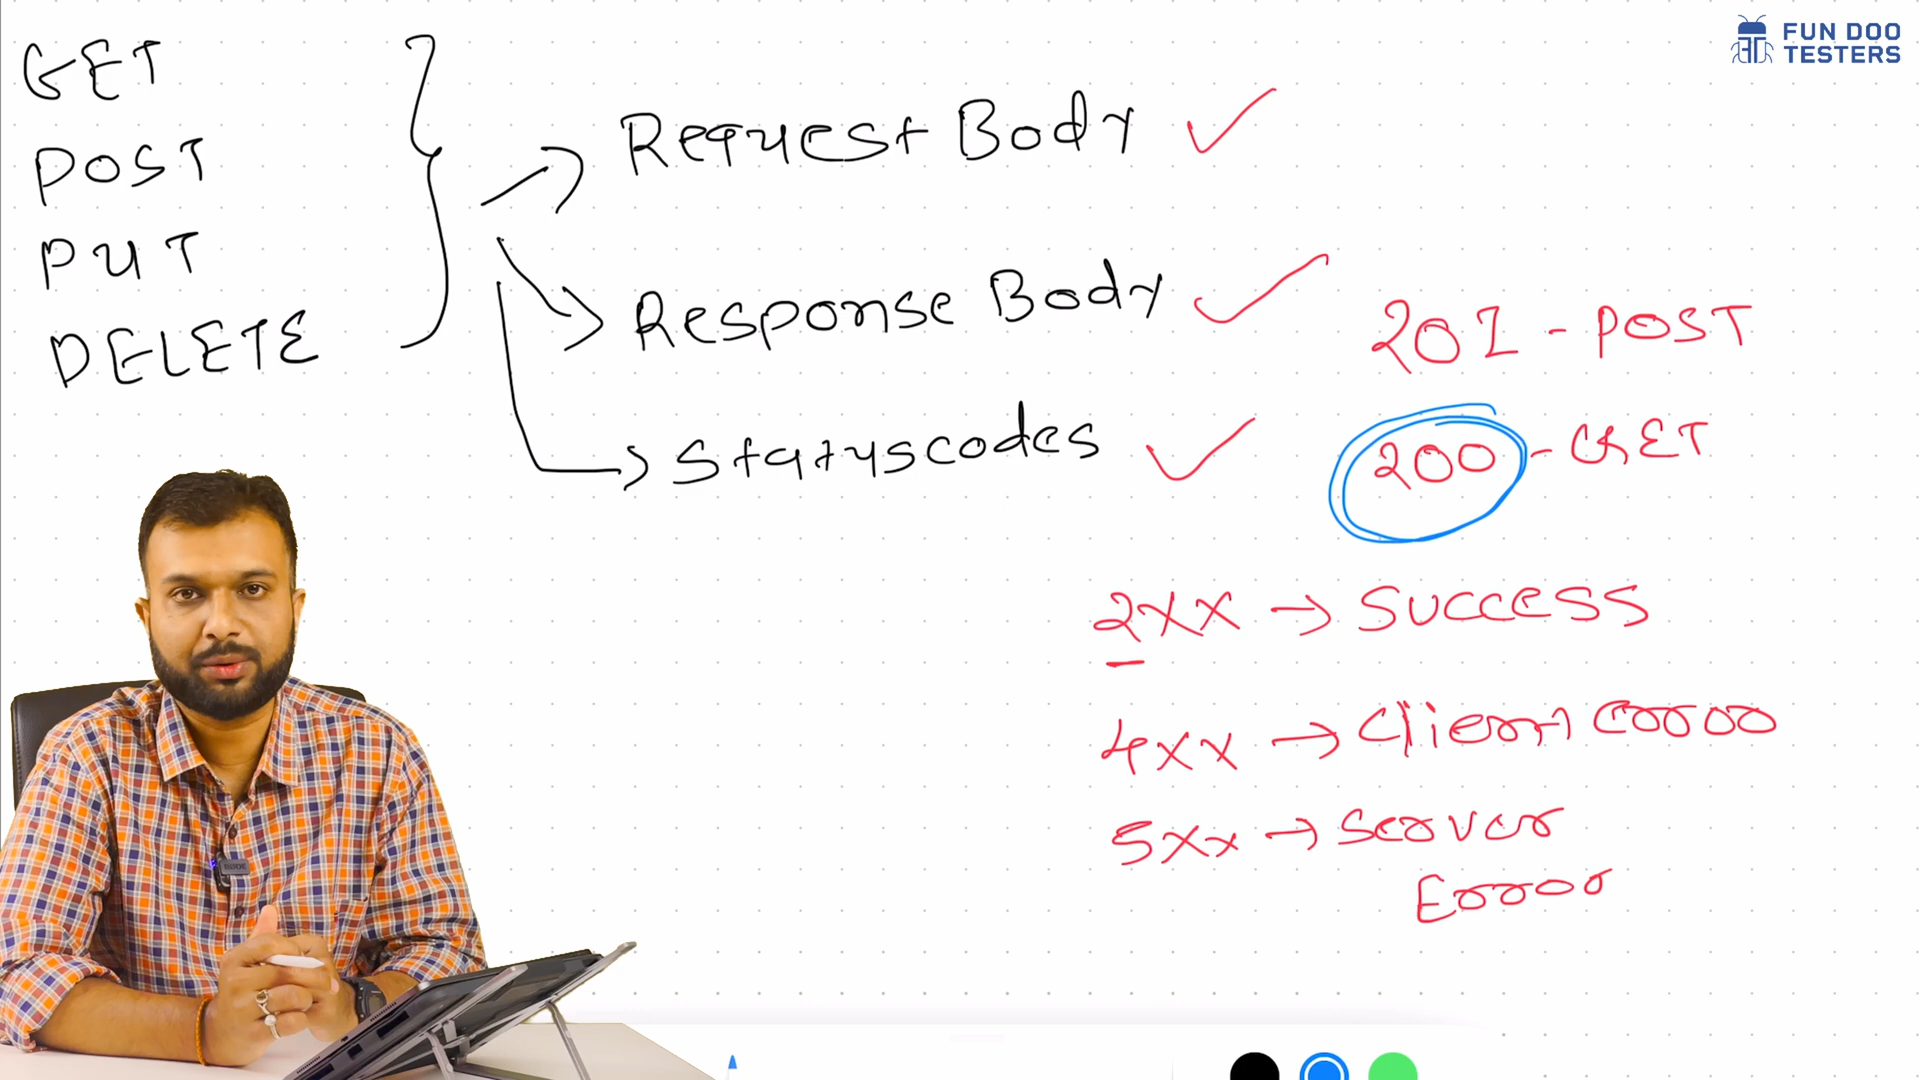 FUN DOO
TESTERS
GET
POST
PUT
DELETE
Request Body
Response Body
Statuscodes
201 - POST
200 - GET
2XX → SUCCESS
4XX → Client Error
5XX → Server
Error